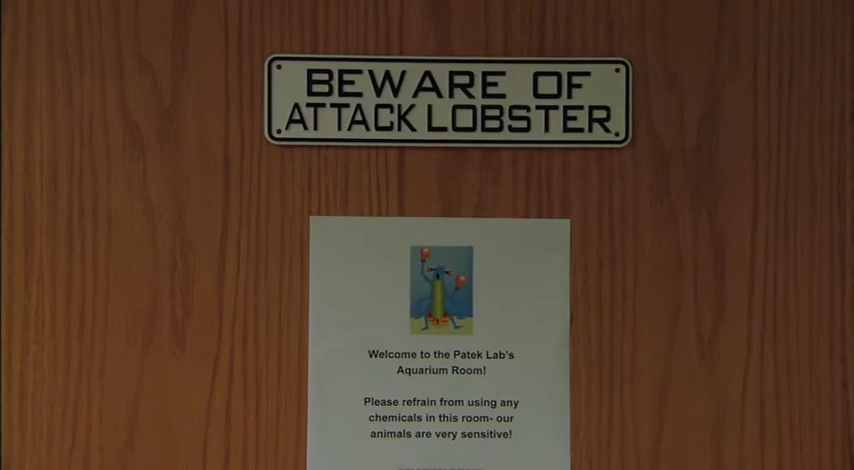 BEWARE OF
ATTACK LOBSTER.
Welcome to the Patek Lab's
Aquarium Room!
Please refrain from using any
chemicals in this room- our
animals are very sensitive!